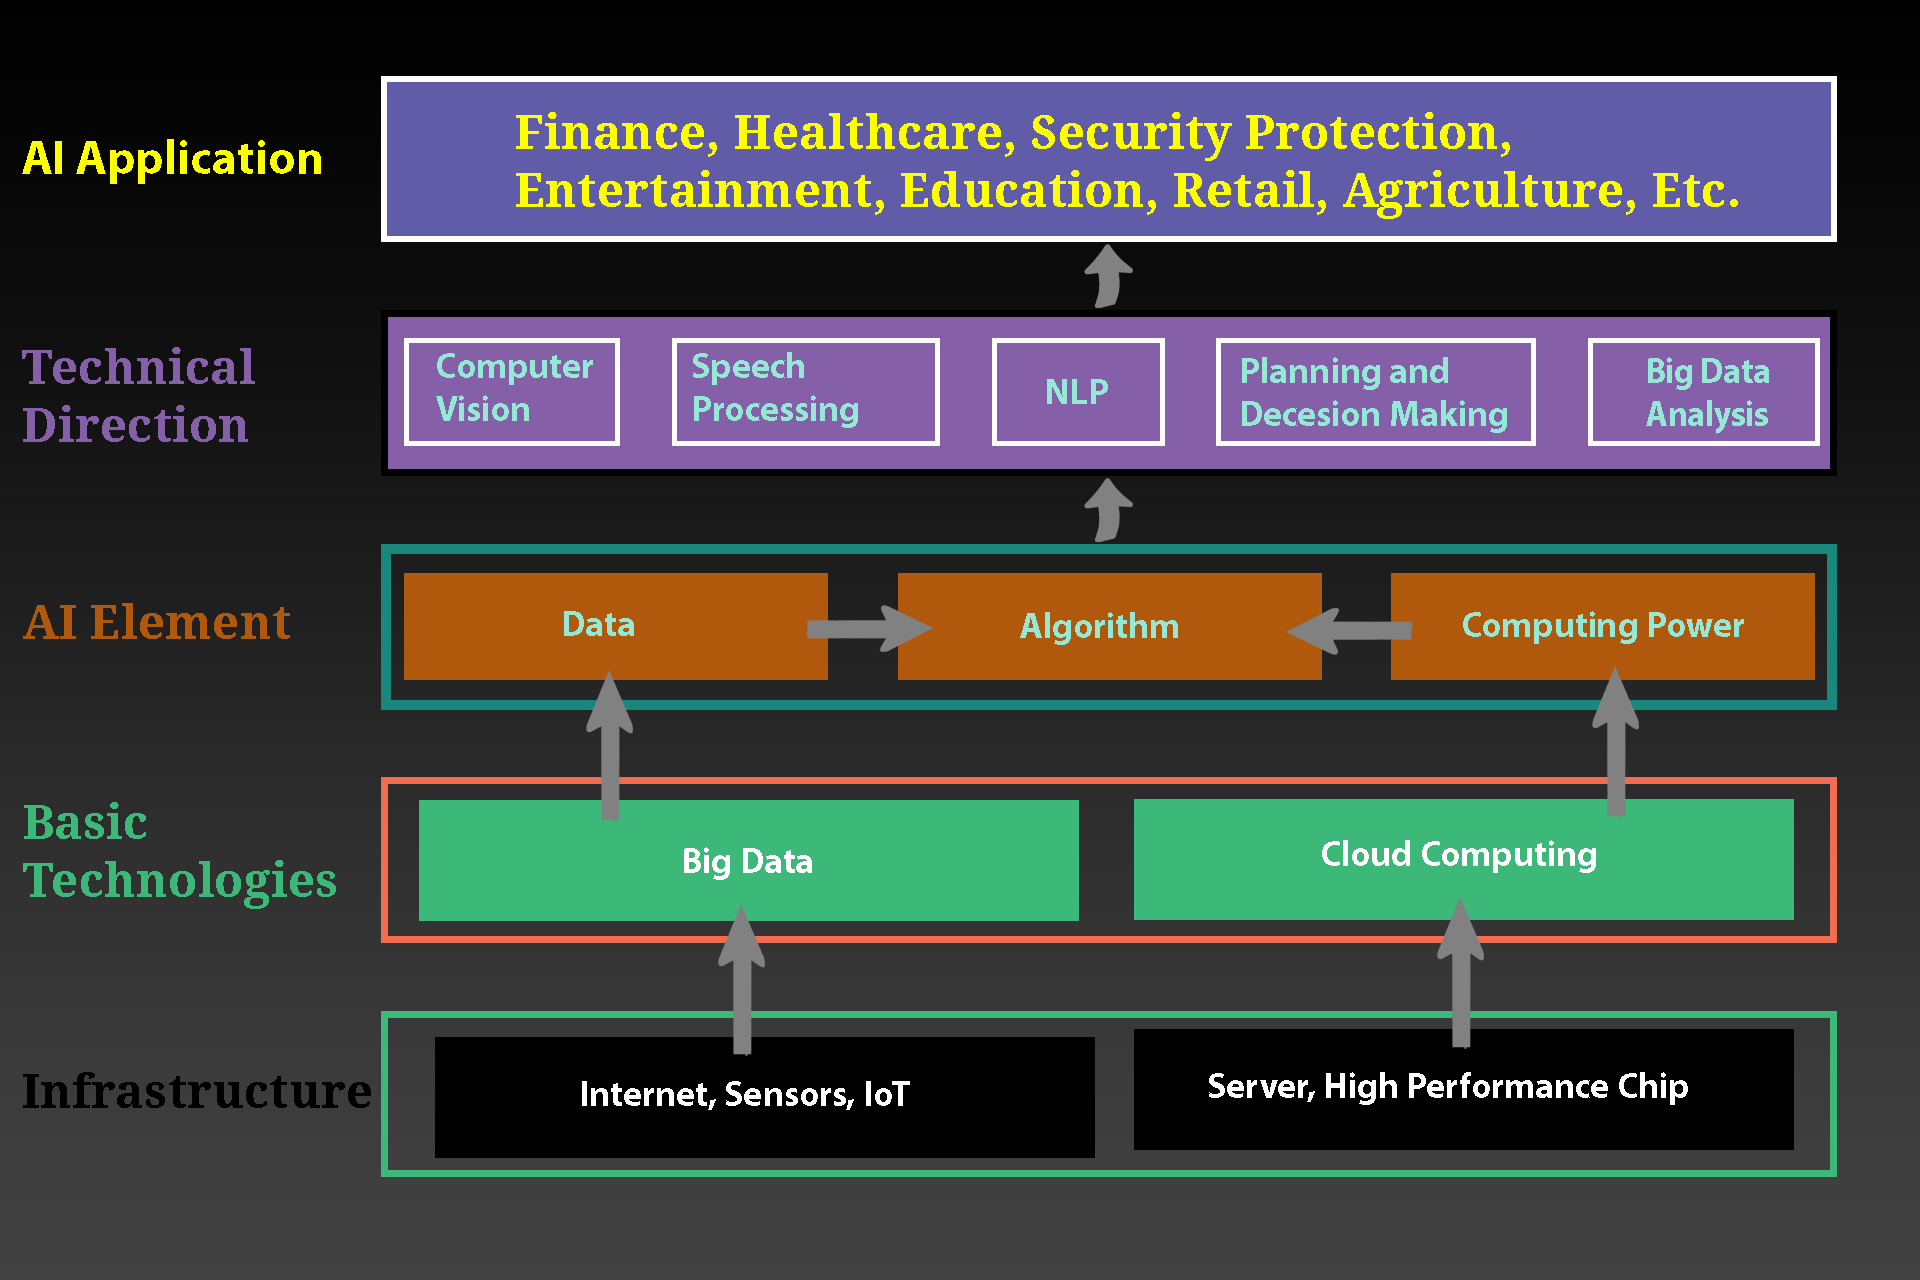 AI Application
Finance, Healthcare, Security Protection,
Entertainment, Education, Retail, Agriculture, Etc.
Technical
Direction
Computer
Vision
Speech
Processing
NLP
Planning and
Decesion Making
Big Data
Analysis
AI Element
Data
Algorithm
Computing Power
Basic
Technologies
Big Data
Cloud Computing
Infrastructure
Internet, Sensors, IoT
Server, High Performance Chip